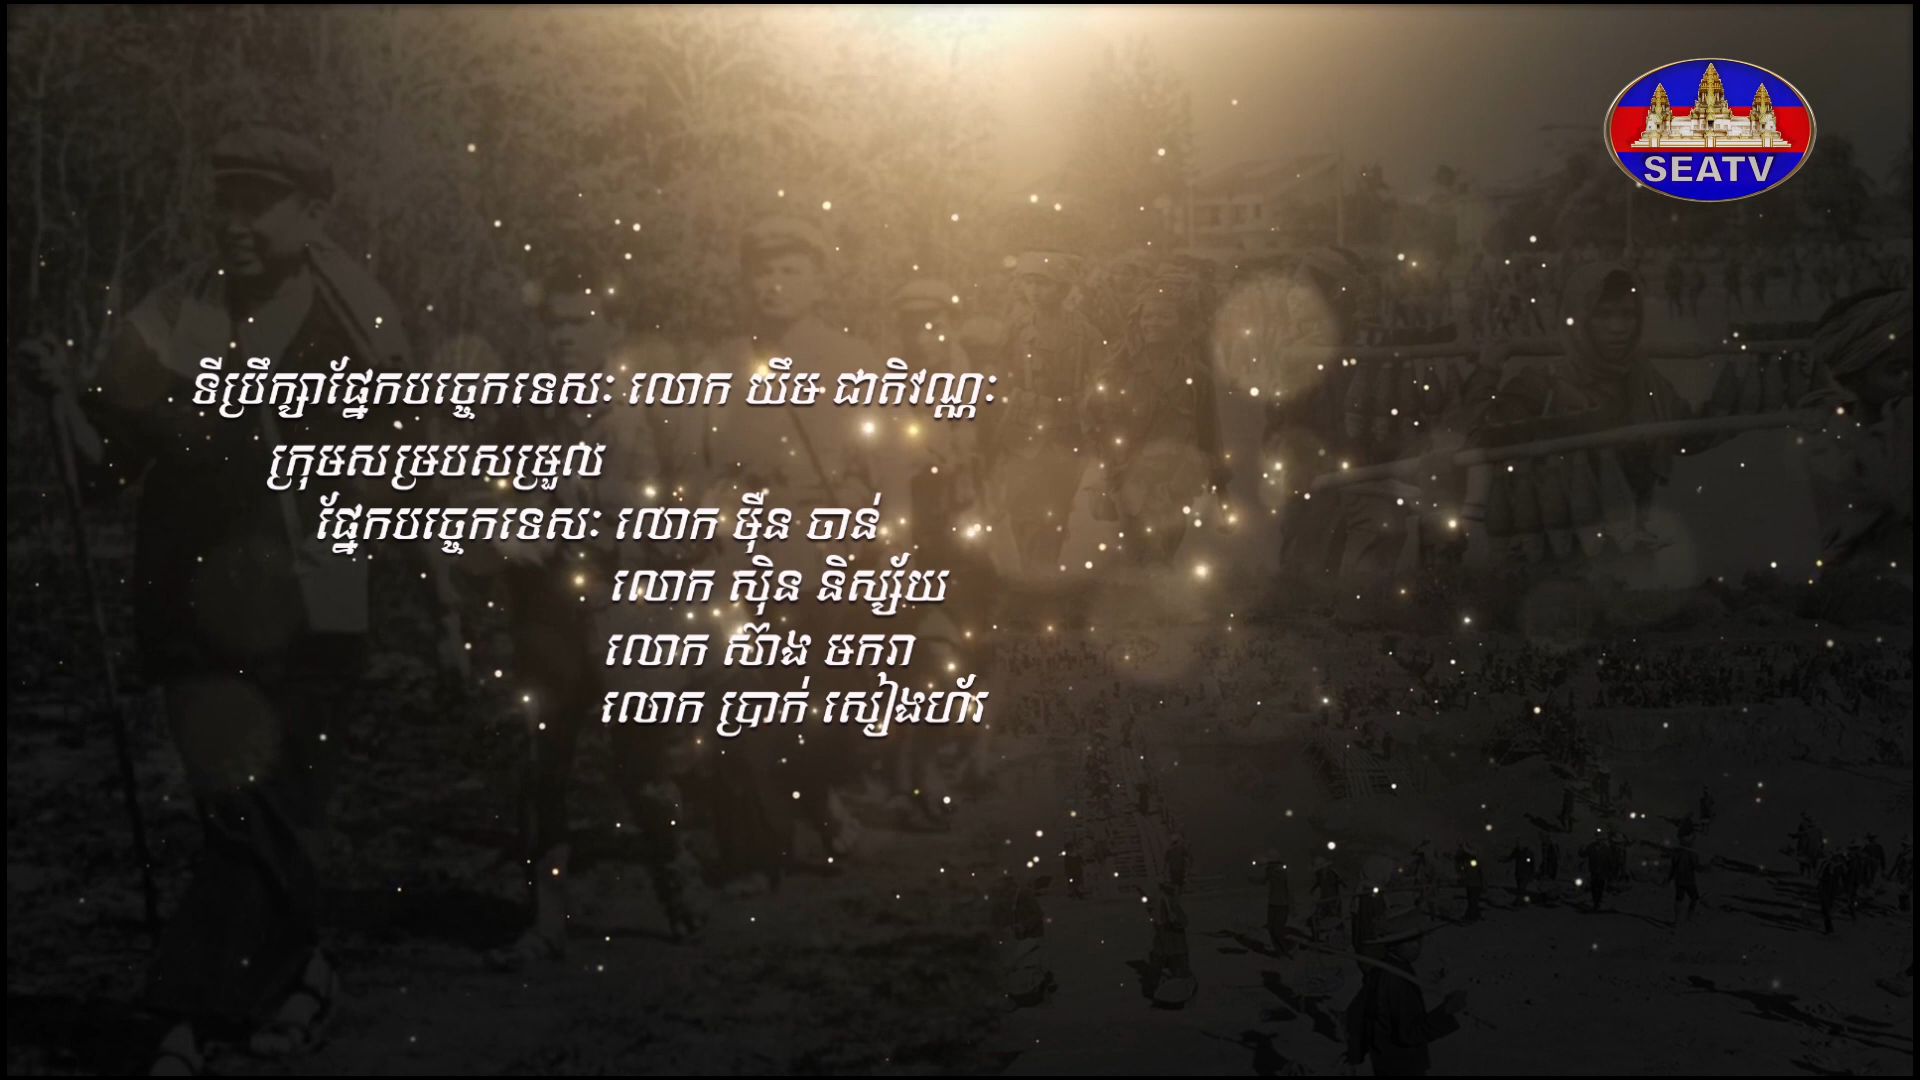 SEATV
ទីប្រឹក្សាផ្នែកបច្ចេកទេសៈ លោក យឹម ជាតិវណ្ណៈ
ក្រុមសម្របសម្រួល
ផ្នែកបច្ចេកទេសៈ លោក ម៉ឺន ចាន់
លោក ស៊ិន និស្ស័យ
លោក ស៊ាង មករា
លោក ប្រាក់ សៀងហ័រ